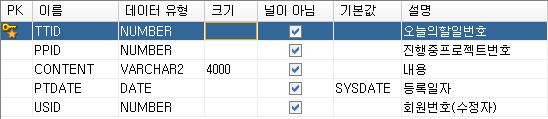 PK 이름 데이터 유형 크기 널이 아님 기본값 설명
TTID NUMBER 오늘의할일번호
PPID NUMBER 진행중프로젝트번호
CONTENT VARCHAR2 4000 내용
PTDATE DATE SYSDATE 등록일자
USID NUMBER 회원번호(수정자)